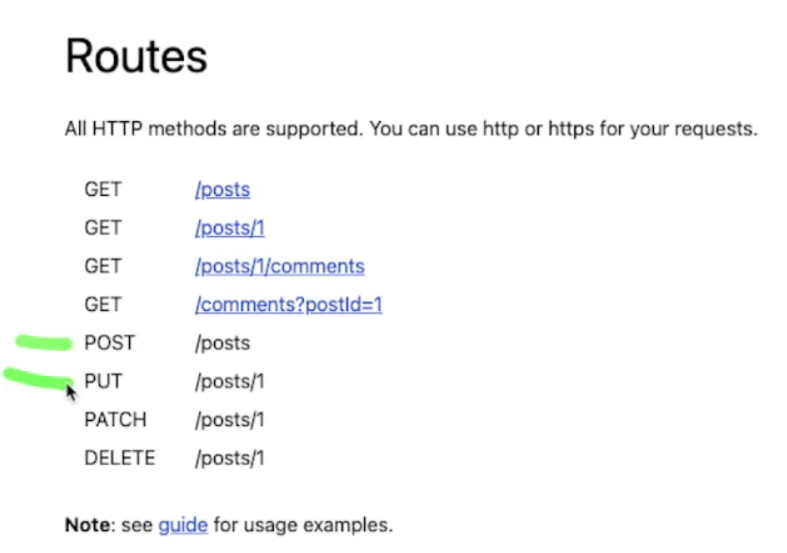 Routes
All HTTP methods are supported. You can use http or https for your requests.
GET /posts
GET /posts/1
GET /posts/1/comments
GET /comments?postId=1
POST /posts
PUT /posts/1
PATCH /posts/1
DELETE /posts/1
Note: see guide for usage examples.